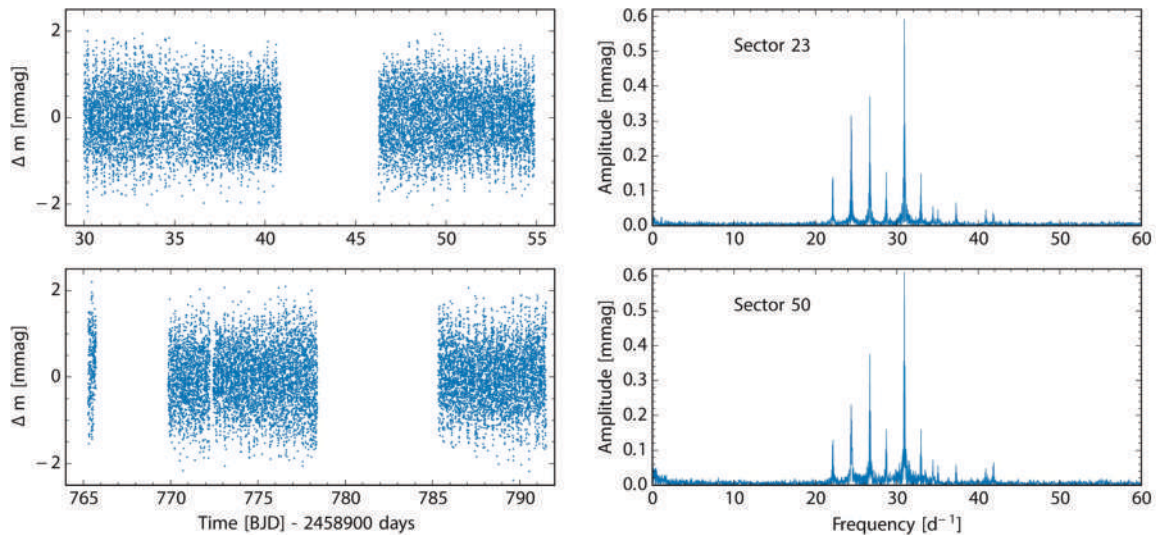 2
0
−2
Δ m [mmag]
30 35 40 45 50 55
0.6
0.5
0.4
0.3
0.2
0.1
0.0
Amplitude [mmag]
Sector 23
0 10 20 30 40 50 60
2
0
−2
Δ m [mmag]
765 770 775 780 785 790
Time [BJD] - 2458900 days
0.6
0.5
0.4
0.3
0.2
0.1
0.0
Amplitude [mmag]
Sector 50
0 10 20 30 40 50 60
Frequency [d⁻¹]